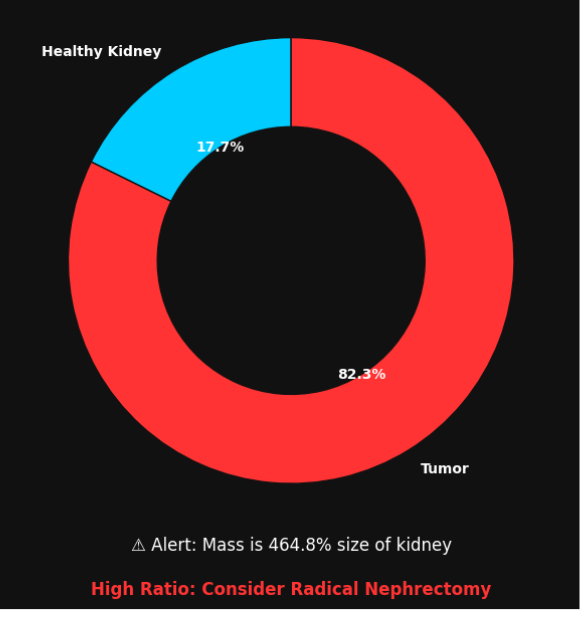 Healthy Kidney
17.7%
82.3%
Tumor
⚠ Alert: Mass is 464.8% size of kidney
High Ratio: Consider Radical Nephrectomy